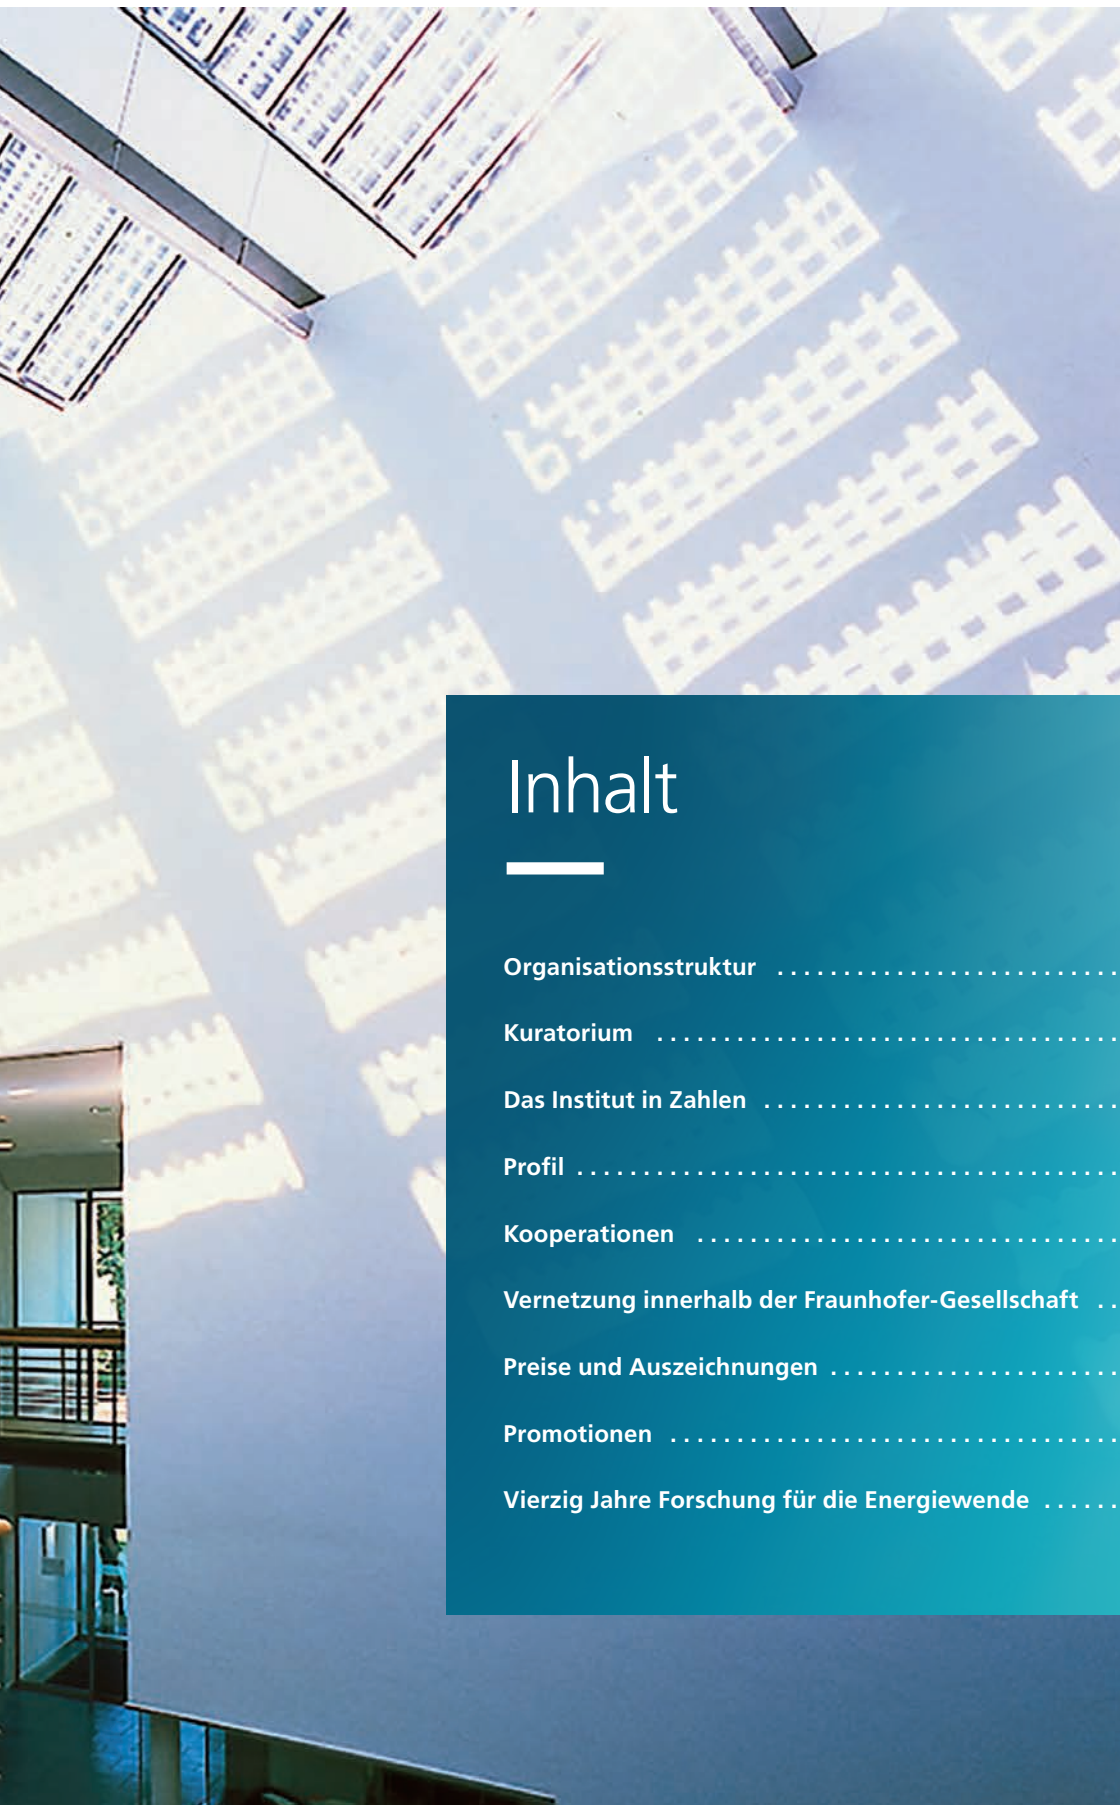 Inhalt
Organisationsstruktur . . . . . . . . . . . . . . . . . . . . . . . . . .
Kuratorium . . . . . . . . . . . . . . . . . . . . . . . . . . . . . . . . . . .
Das Institut in Zahlen . . . . . . . . . . . . . . . . . . . . . . . . . . .
Profil . . . . . . . . . . . . . . . . . . . . . . . . . . . . . . . . . . . . . . . . .
Kooperationen . . . . . . . . . . . . . . . . . . . . . . . . . . . . . . . .
Vernetzung innerhalb der Fraunhofer-Gesellschaft . .
Preise und Auszeichnungen . . . . . . . . . . . . . . . . . . . . . .
Promotionen . . . . . . . . . . . . . . . . . . . . . . . . . . . . . . . . . .
Vierzig Jahre Forschung für die Energiewende . . . . . .